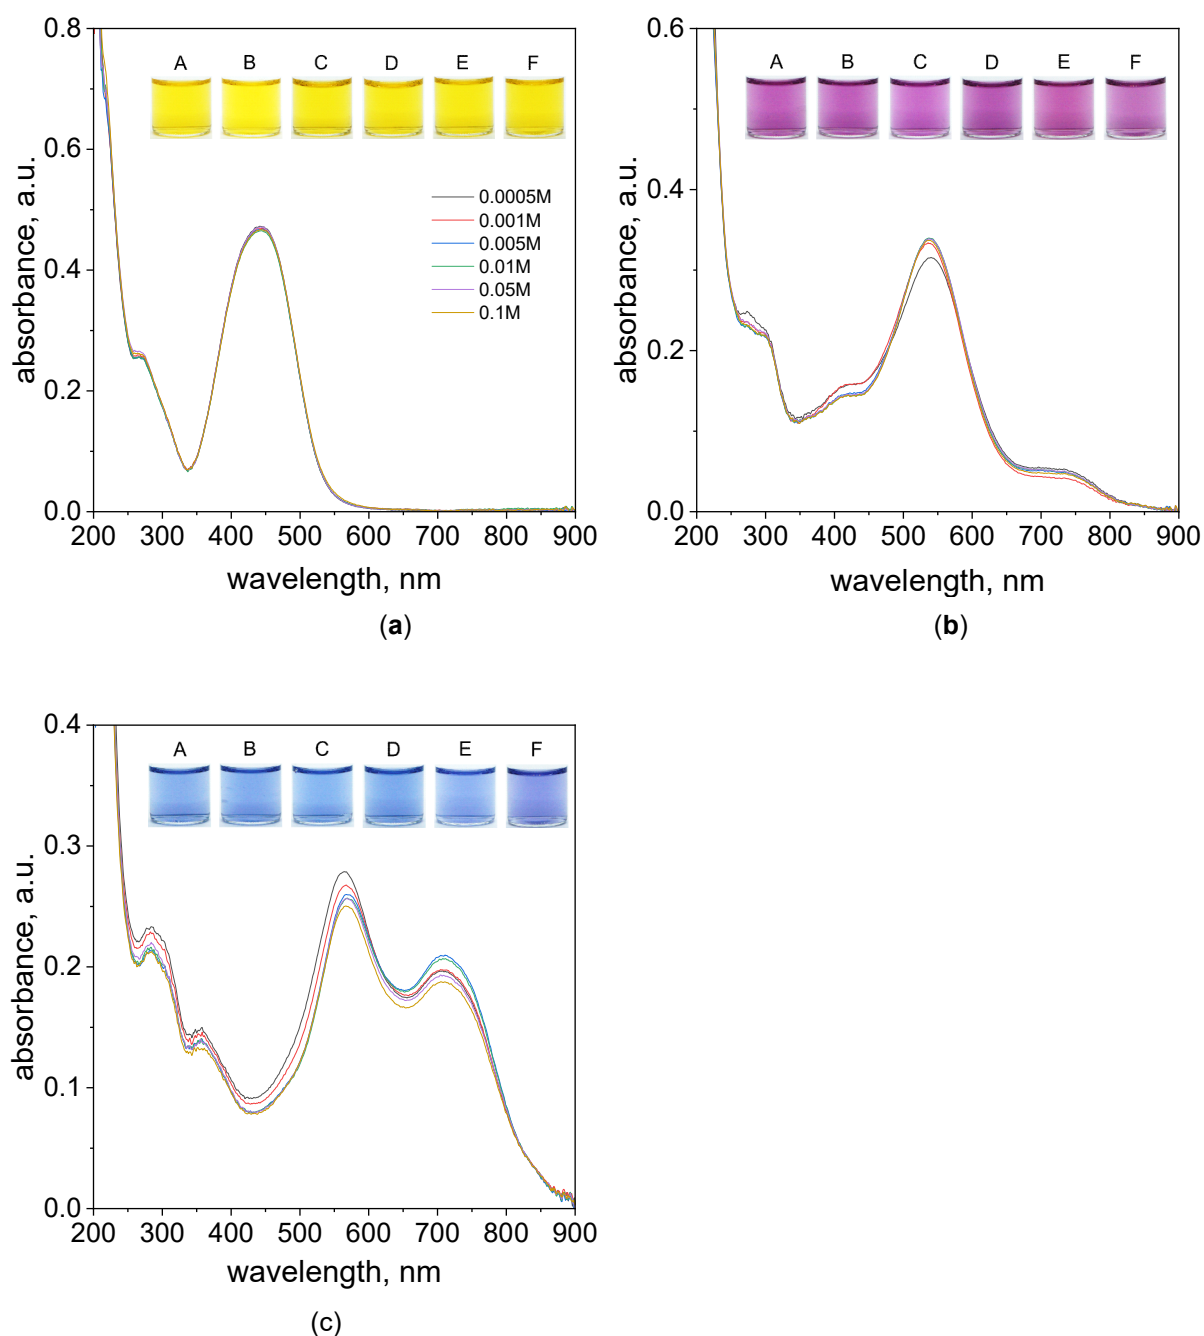 A B C D E F
0.8
0.6
0.4
0.2
0.0
absorbance, a.u.
0.0005M
0.001M
0.005M
0.01M
0.05M
0.1M
200 300 400 500 600 700 800 900
wavelength, nm
(a)
A B C D E F
0.6
0.4
0.2
0.0
absorbance, a.u.
200 300 400 500 600 700 800 900
wavelength, nm
(b)
A B C D E F
0.4
0.3
0.2
0.1
0.0
absorbance, a.u.
200 300 400 500 600 700 800 900
wavelength, nm
(c)